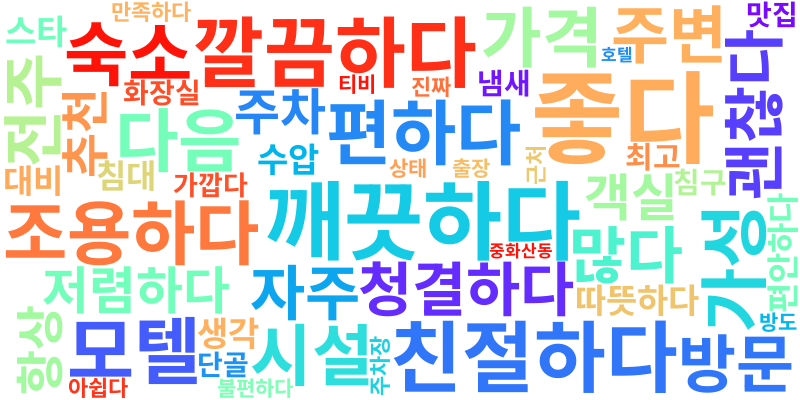 만족하다
맛집
스타
숙소
깔끔하다
가격
주변
호텔
괜찮다
전주
추천
화장실
티비
진짜
냄새
좋다
주차
다음
편하다
수압
대비
침대
가깝다
상태
출장
근처
최고
객실
침구
조용하다
깨끗하다
중화산동
많다
가성
편안하다
저렴하다
자주
청결하다
따뜻하다
항상
모텔
생각
단골
시설
주차장
친절하다
방문
방도
아쉽다
불편하다